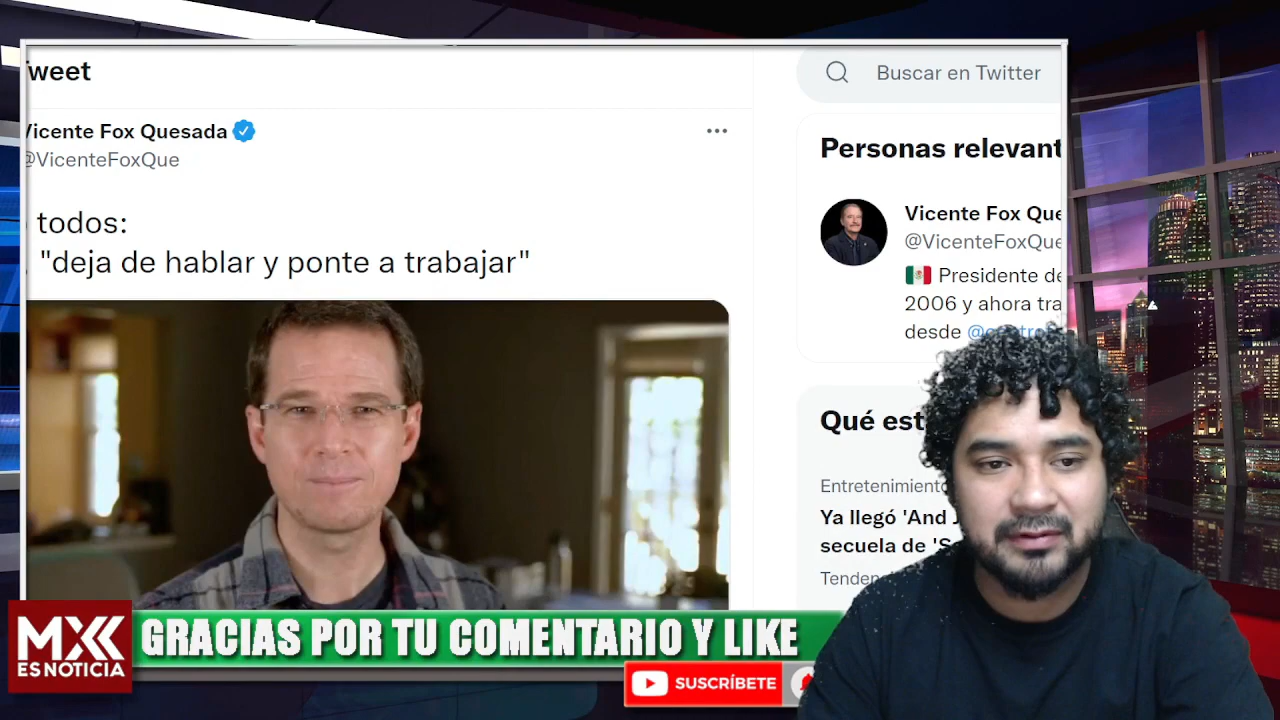 weet
Buscar en Twitter
Vicente Fox Quesada
@VicenteFoxQue
Personas relevant
todos:
"deja de hablar y ponte a trabajar"
Vicente Fox Que
@VicenteFoxQue
Presidente de
2006 y ahora tra
desde
Qué est
Entretenimiento
Ya llegó 'And
secuela de 'S
Tenden
MX
ES NOTICIA
GRACIAS POR TU COMENTARIO Y LIKE
SUSCRÍBETE